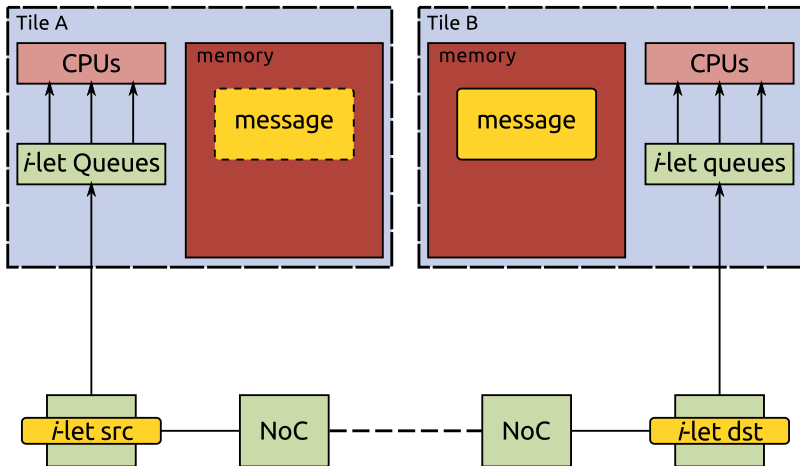 Tile A
CPUs
memory
message
i-let Queues
Tile B
memory
CPUs
message
i-let queues
i-let src
NoC
NoC
i-let dst